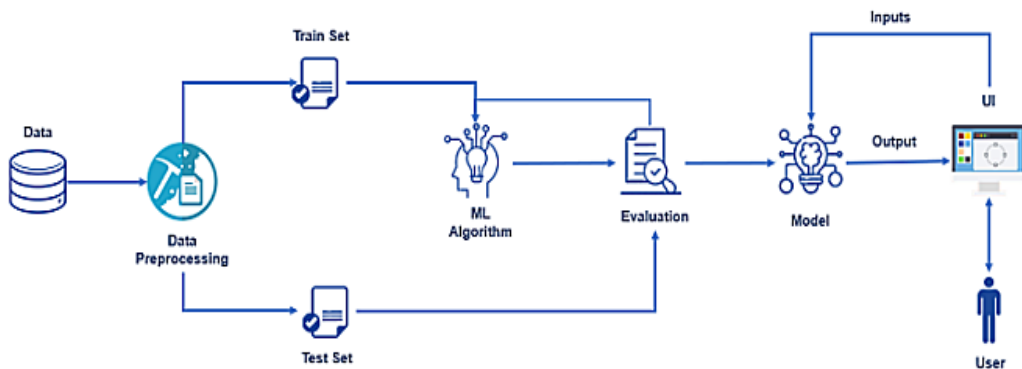 Inputs
Train Set
UI
Data
Output
ML
Algorithm
Evaluation
Model
Data
Preprocessing
Test Set
User